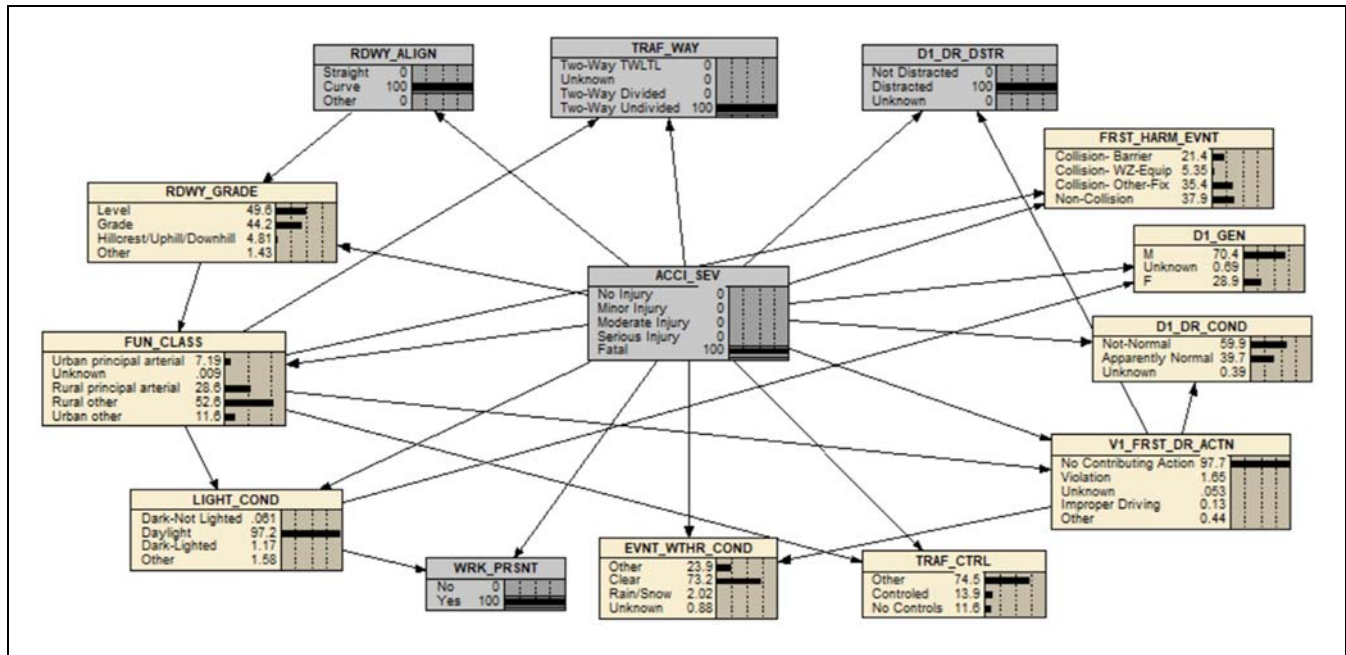 RDWY_ALIGN
Straight 0
Curve 100
Other 0
TRAF_WAY
Two-Way TWLTL 0
Unknown 0
Two-Way Divided 0
Two-Way Undivided 100
D1_DR_DSTR
Not Distracted 0
Distracted 100
Unknown 0
FRST_HARM_EVNT
Collision- Barrier 21.4
Collision- WZ-Equip 5.35
Collision- Other-Fix 35.4
Non-Collision 37.9
RDWY_GRADE
Level 49.6
Grade 44.2
Hillcrest/Uphill/Downhill 4.81
Other 1.43
D1_GEN
M 70.4
Unknown 0.69
F 28.9
ACCI_SEV
No Injury 0
Minor Injury 0
Moderate Injury 0
Serious Injury 0
Fatal 100
D1_DR_COND
Not-Normal 59.9
Apparently Normal 39.7
Unknown 0.39
FUN_CLASS
Urban principal arterial 7.19
Unknown .009
Rural principal arterial 28.6
Rural other 52.6
Urban other 11.6
V1_FRST_DR_ACTN
No Contributing Action 97.7
Violation 1.65
Unknown .053
Improper Driving 0.13
Other 0.44
LIGHT_COND
Dark-Not Lighted .061
Daylight 97.2
Dark-Lighted 1.17
Other 1.58
WRK_PRSNT
No 0
Yes 100
EVNT_WTHR_COND
Other 23.9
Clear 73.2
Rain/Snow 2.02
Unknown 0.88
TRAF_CTRL
Other 74.5
Controled 13.9
No Controls 11.6